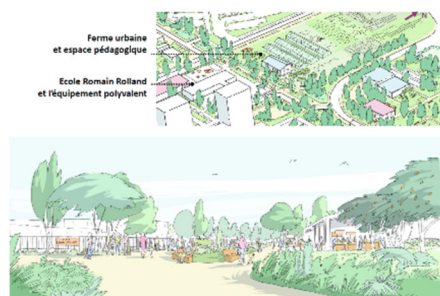 Ferme urbaine
et espace pédagogique
Ecole Romain Rolland
et l'équipement polyvalent